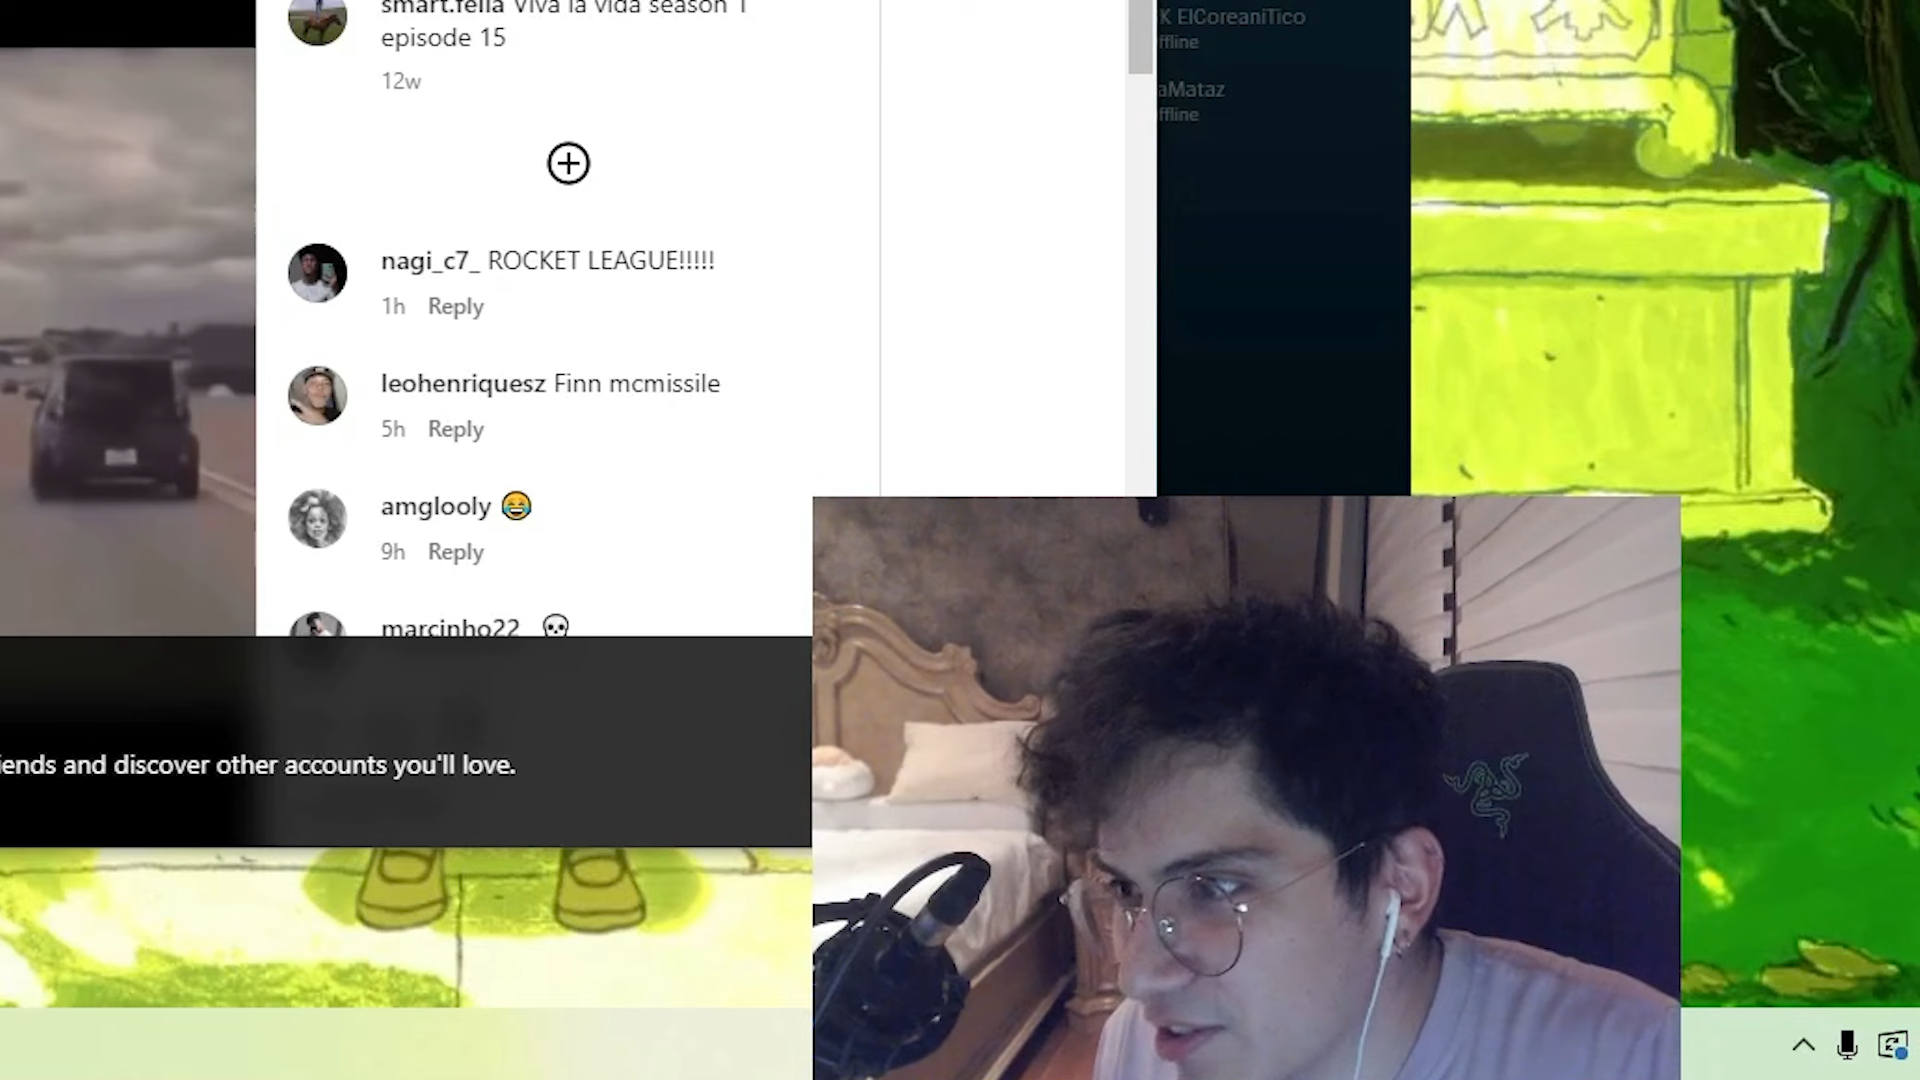 smart.fella Viva la vida season 1
episode 15
12w
nagi_c7_ ROCKET LEAGUE!!!!!
1h Reply
leohenriquesz Finn mcmissile
5h Reply
amglooly 😂
9h Reply
marcinho22_ 💀
iends and discover other accounts you'll love.
K ElCoreaniTico
ffline
aMataz
ffline